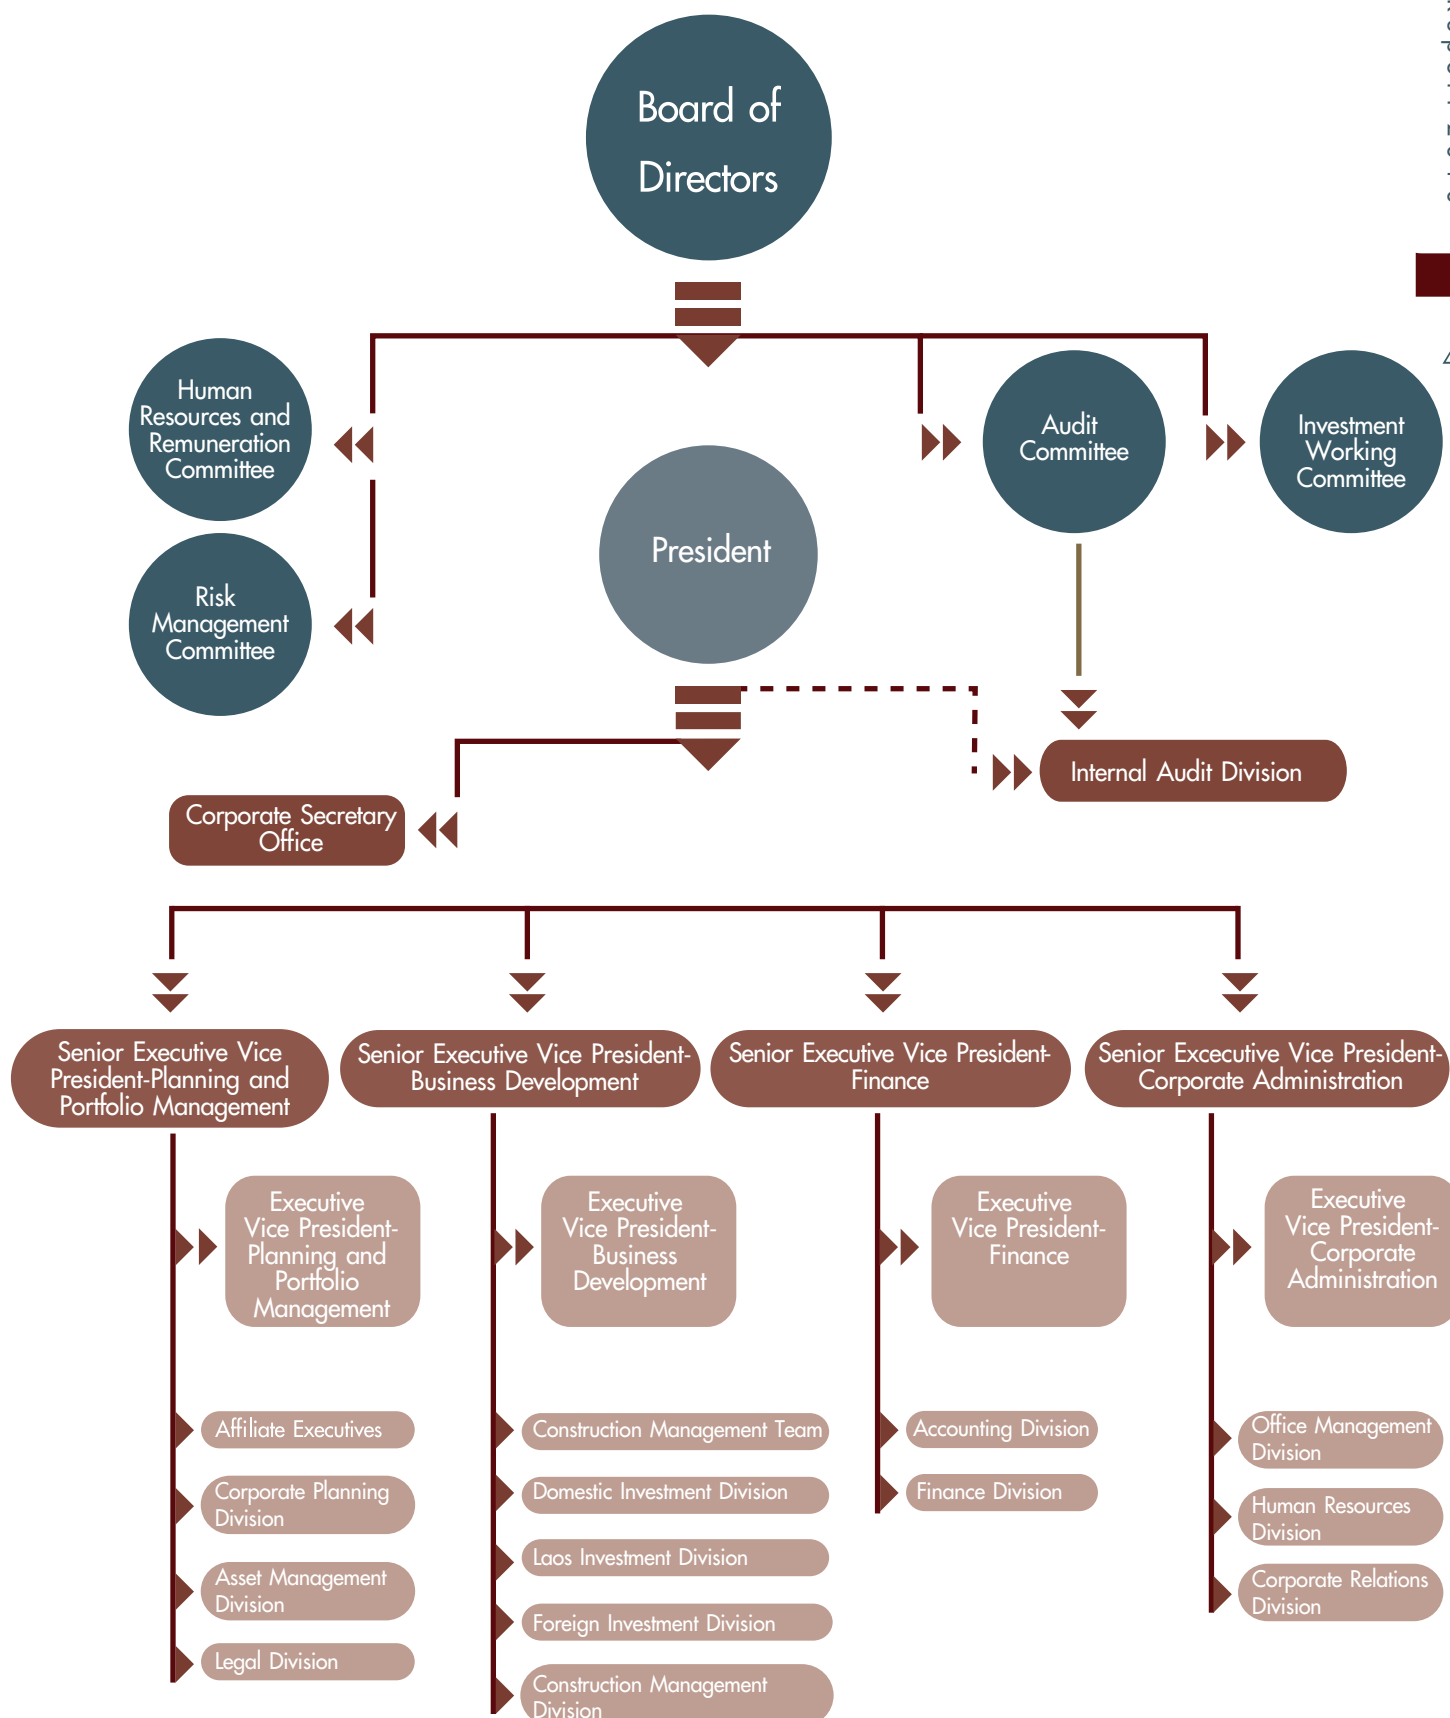 Board of
Directors
Human
Resources and
Remuneration
Committee
Audit
Committee
Investment
Working
Committee
President
Risk
Management
Committee
Internal Audit Division
Corporate Secretary
Office
Senior Executive Vice
President-Planning and
Portfolio Management
Senior Executive Vice President-
Business Development
Senior Executive Vice President-
Finance
Senior Excecutive Vice President-
Corporate Administration
Executive
Vice President-
Planning and
Portfolio
Management
Executive
Vice President-
Business
Development
Executive
Vice President-
Finance
Executive
Vice President-
Corporate
Administration
Affiliate Executives
Corporate Planning
Division
Asset Management
Division
Legal Division
Construction Management Team
Domestic Investment Division
Laos Investment Division
Foreign Investment Division
Construction Management
Division
Accounting Division
Finance Division
Office Management
Division
Human Resources
Division
Corporate Relations
Division